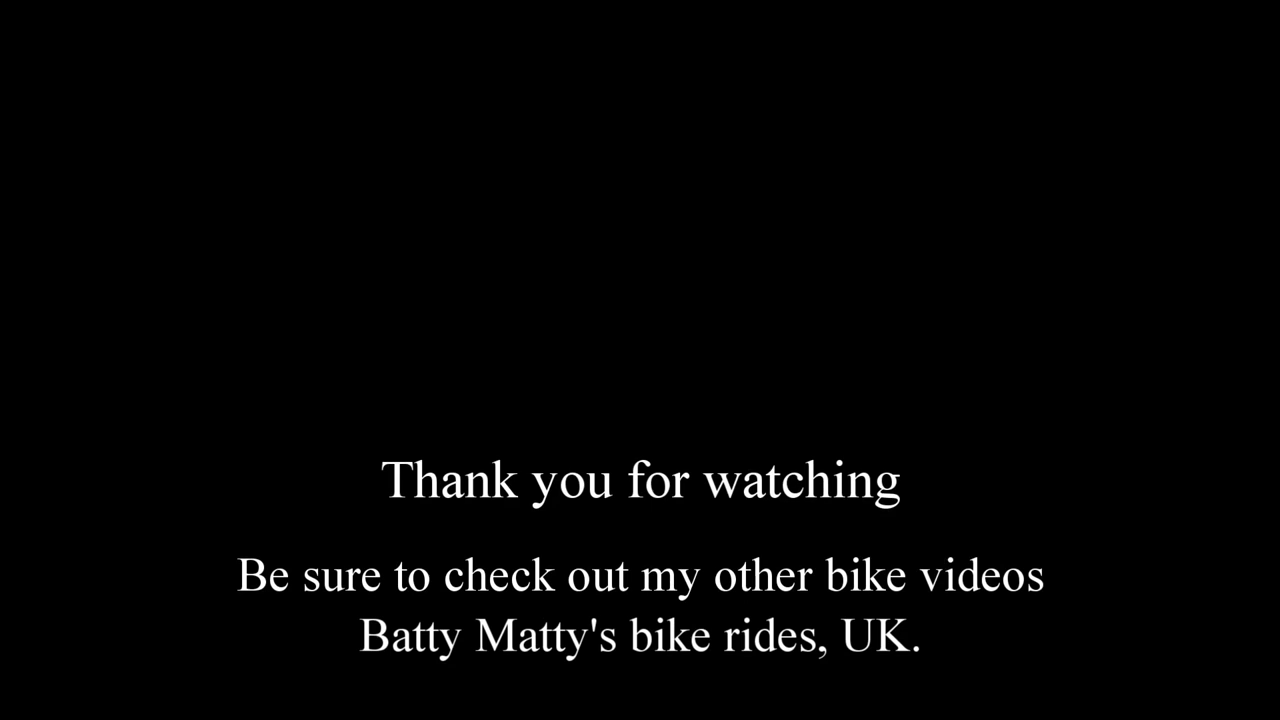 Thank you for watching
Be sure to check out my other bike videos
Batty Matty's bike rides, UK.